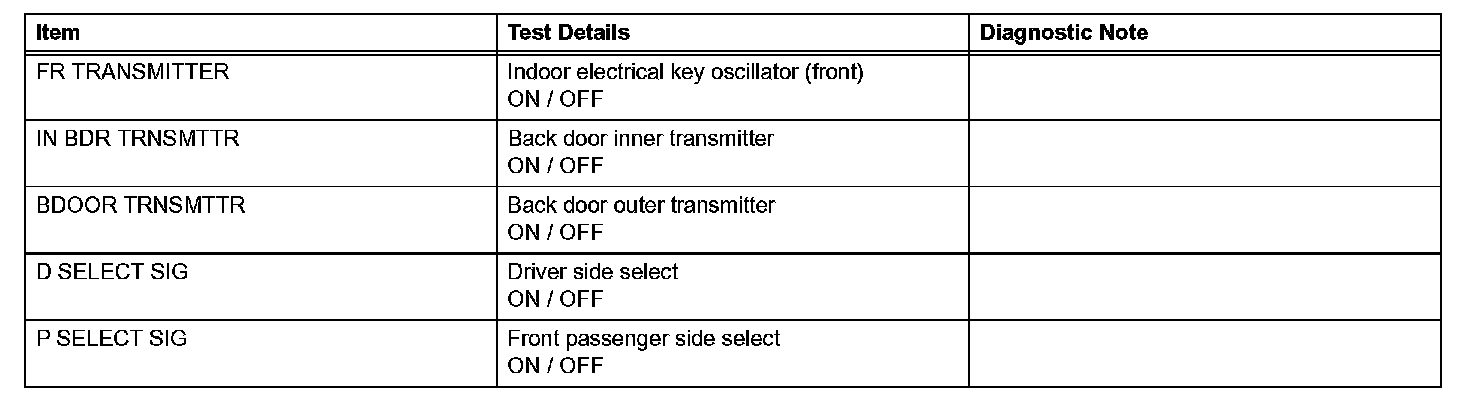 Item Test Details Diagnostic Note
FR TRANSMITTER Indoor electrical key oscillator (front)
ON / OFF
IN BDR TRNSMTTR Back door inner transmitter
ON / OFF
BDOOR TRNSMTTR Back door outer transmitter
ON / OFF
D SELECT SIG Driver side select
ON / OFF
P SELECT SIG Front passenger side select
ON / OFF